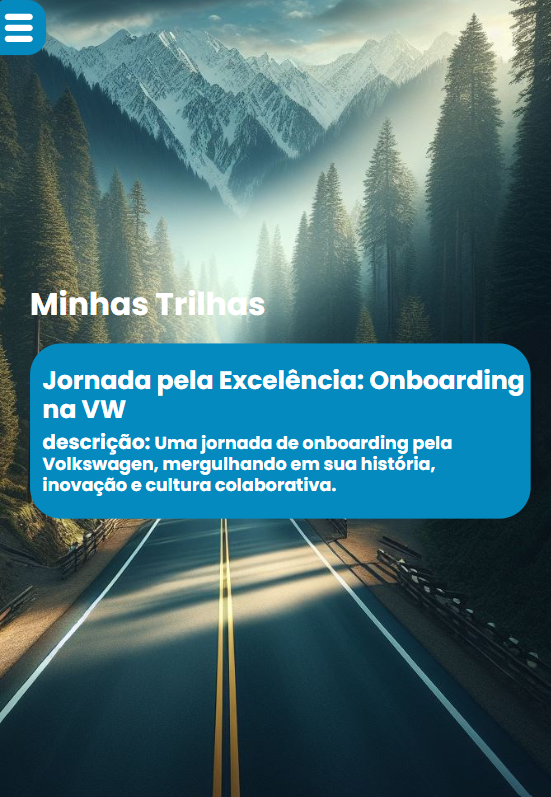 Minhas Trilhas
Jornada pela Excelência: Onboarding
na VW
descrição: Uma jornada de onboarding pela
Volkswagen, mergulhando em sua história,
inovação e cultura colaborativa.